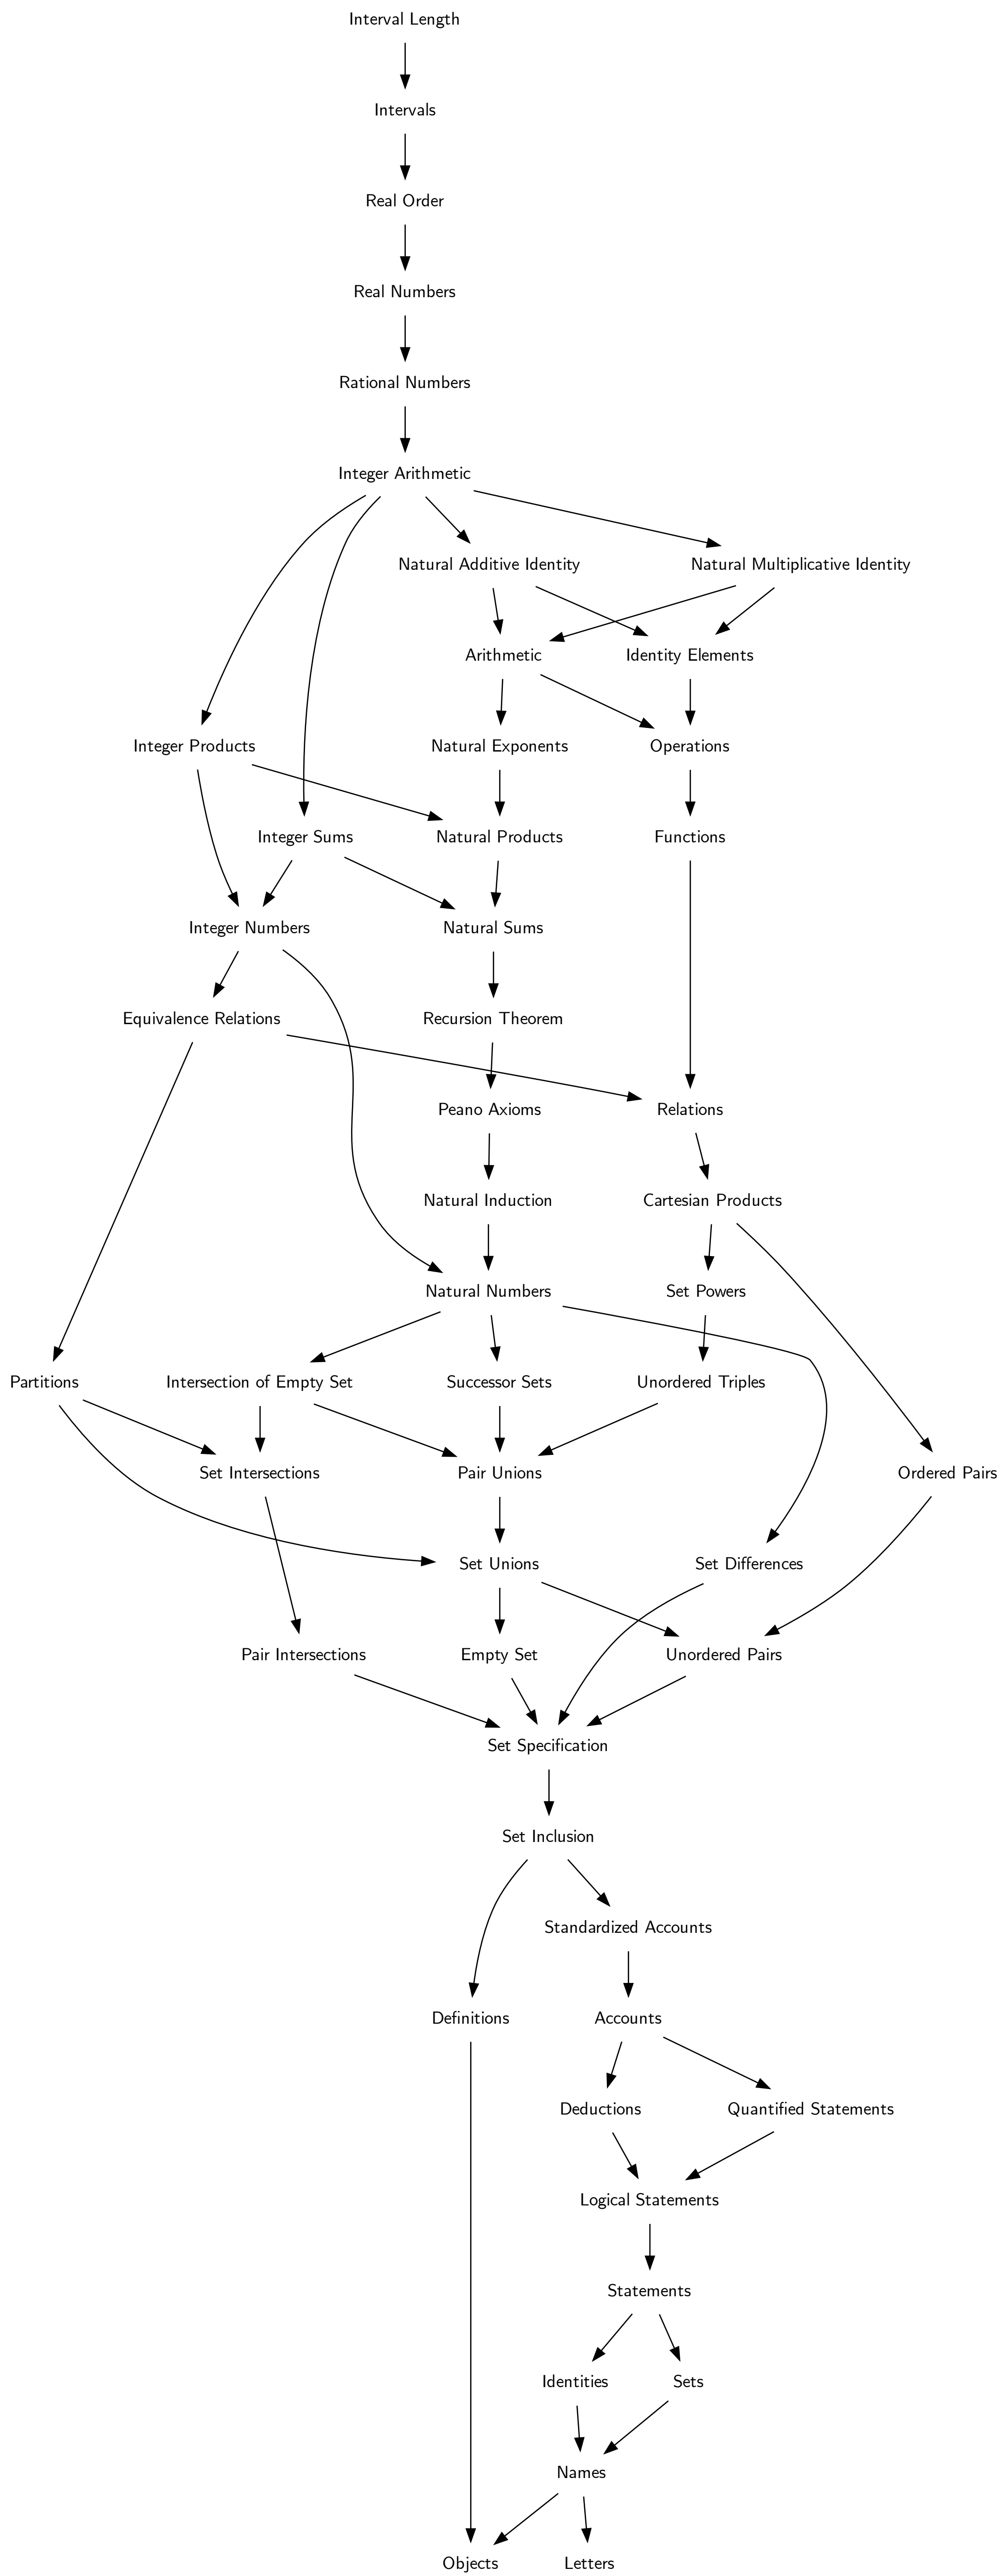 Interval Length
Intervals
Real Order
Real Numbers
Rational Numbers
Integer Arithmetic
Natural Additive Identity
Natural Multiplicative Identity
Arithmetic
Identity Elements
Integer Products
Natural Exponents
Operations
Integer Sums
Natural Products
Functions
Integer Numbers
Natural Sums
Equivalence Relations
Recursion Theorem
Peano Axioms
Relations
Natural Induction
Cartesian Products
Natural Numbers
Set Powers
Partitions
Intersection of Empty Set
Successor Sets
Unordered Triples
Set Intersections
Pair Unions
Ordered Pairs
Set Unions
Set Differences
Pair Intersections
Empty Set
Unordered Pairs
Set Specification
Set Inclusion
Standardized Accounts
Definitions
Accounts
Deductions
Quantified Statements
Logical Statements
Statements
Identities
Sets
Names
Objects
Letters